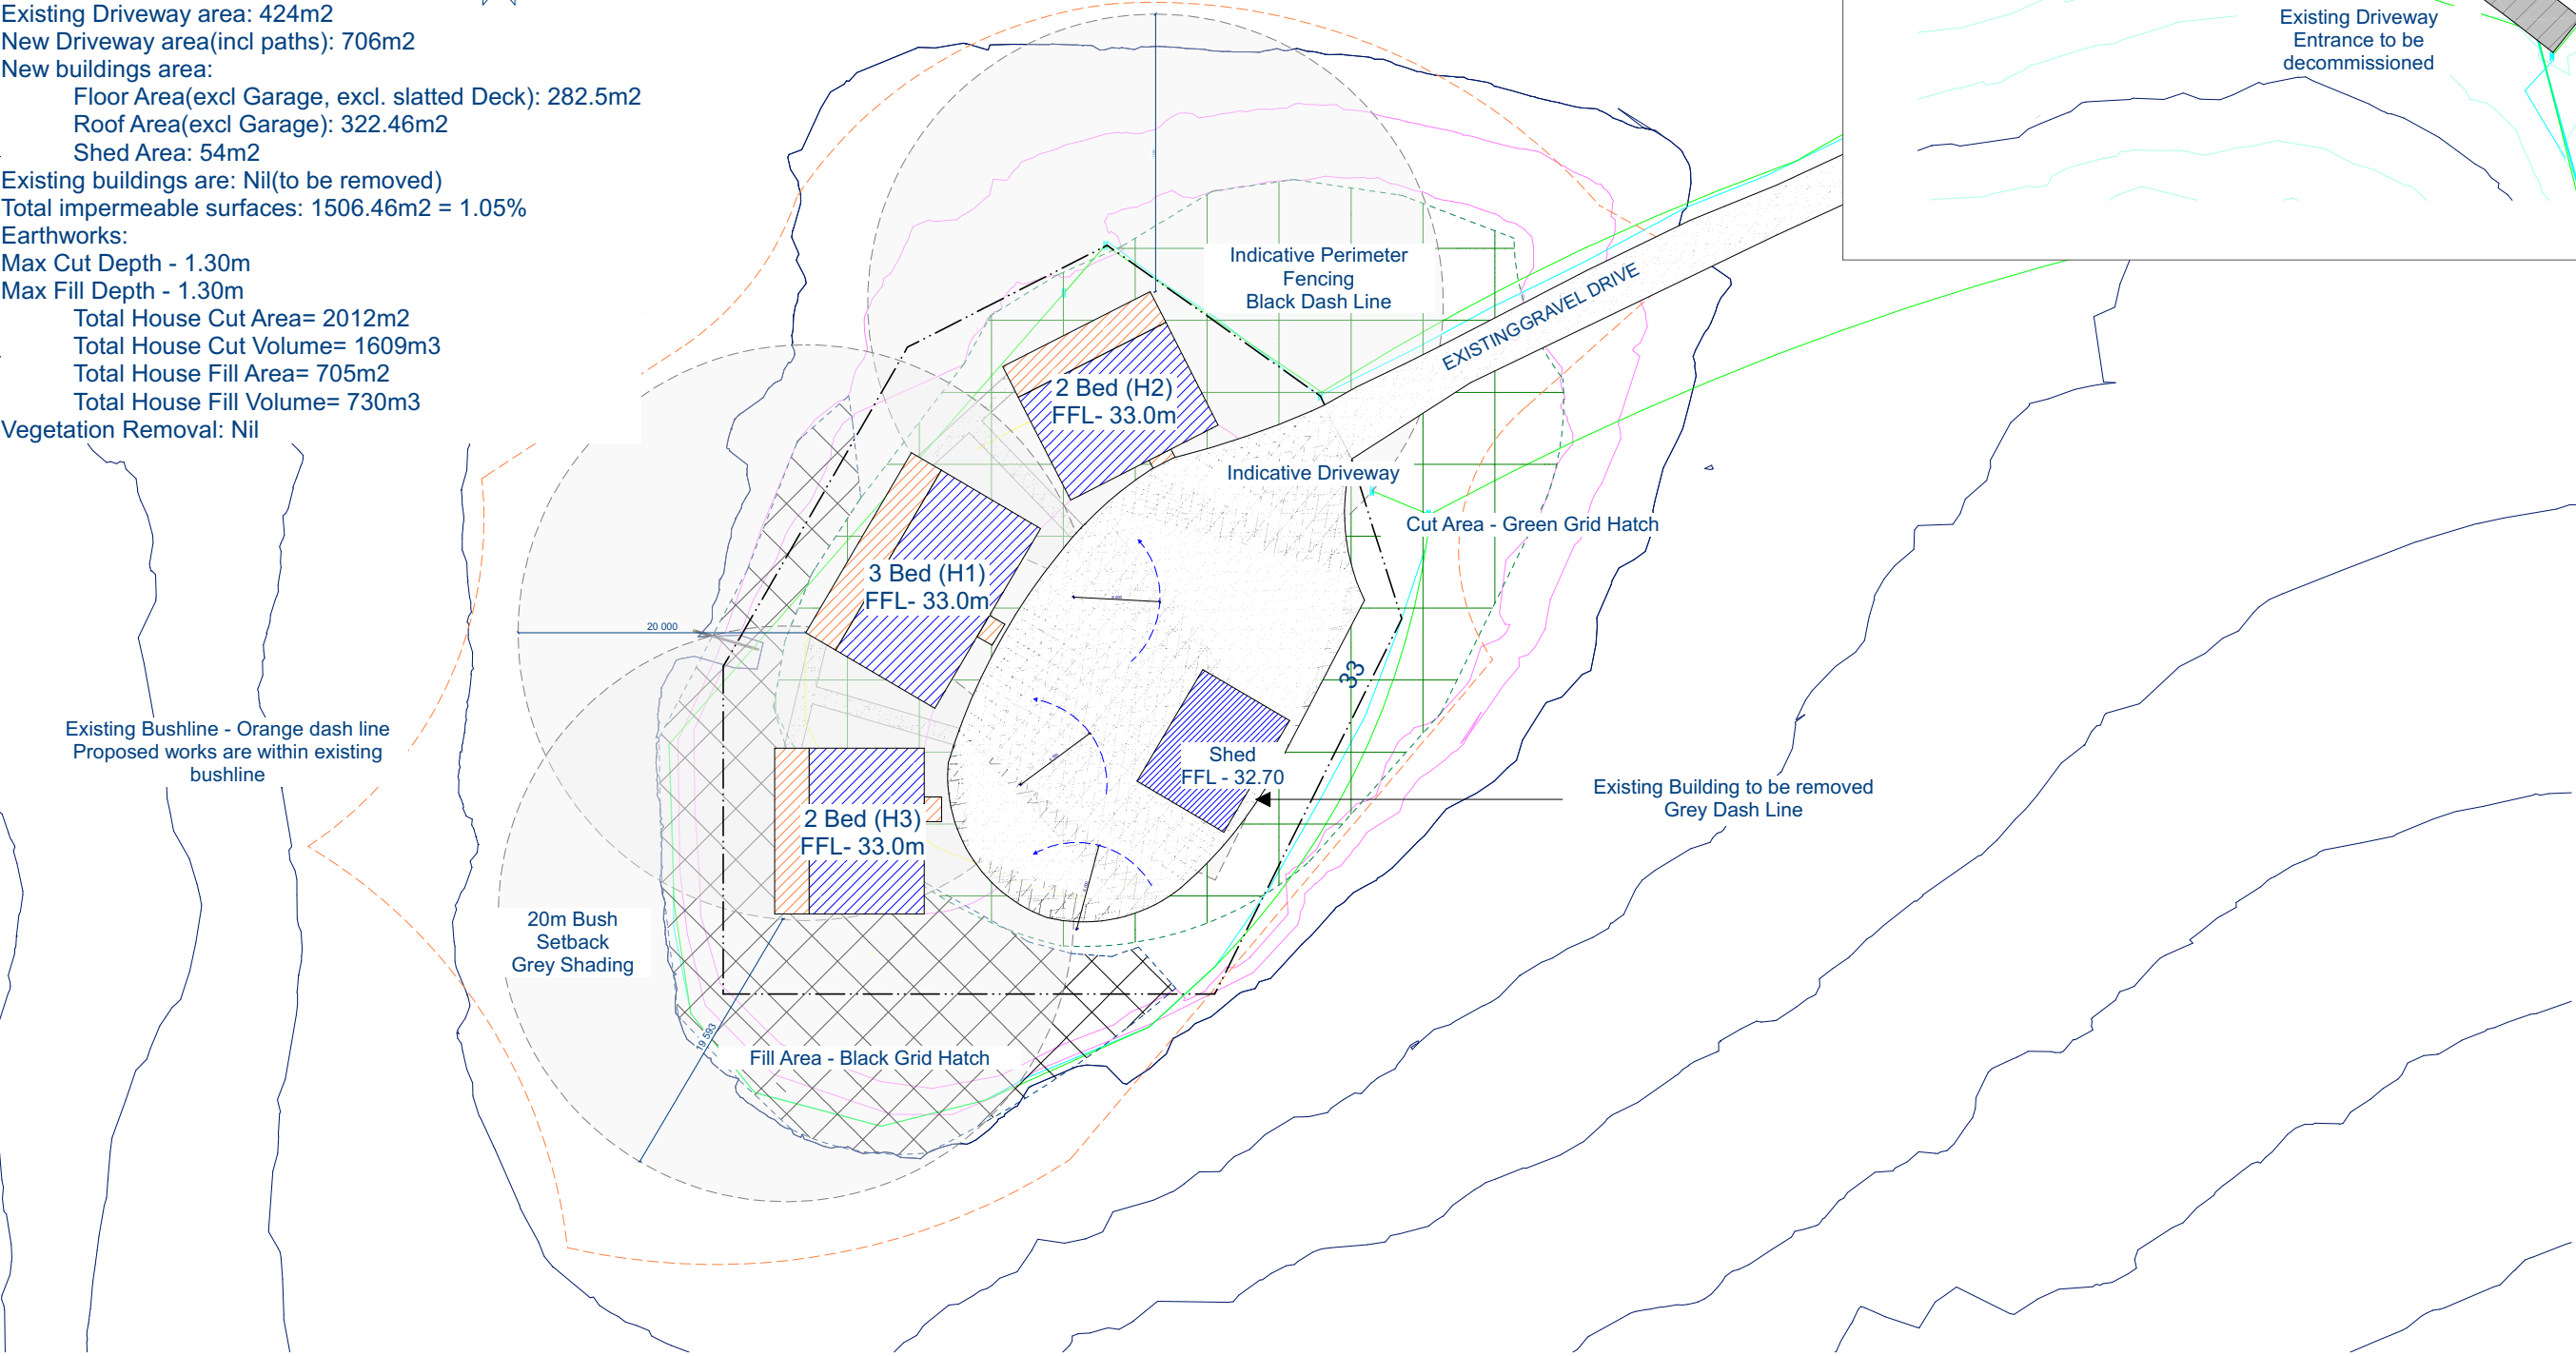 Existing Driveway area: 424m2
New Driveway area(incl paths): 706m2
New buildings area:
Floor Area(excl Garage, excl. slatted Deck): 282.5m2
Roof Area(excl Garage): 322.46m2
Shed Area: 54m2
Existing buildings are: Nil(to be removed)
Total impermeable surfaces: 1506.46m2 = 1.05%
Earthworks:
Max Cut Depth - 1.30m
Max Fill Depth - 1.30m
Total House Cut Area= 2012m2
Total House Cut Volume= 1609m3
Total House Fill Area= 705m2
Total House Fill Volume= 730m3
Vegetation Removal: Nil
Existing Driveway
Entrance to be
decommissioned
Indicative Perimeter
Fencing
Black Dash Line
EXISTING GRAVEL DRIVE
2 Bed (H2)
FFL- 33.0m
Indicative Driveway
Cut Area - Green Grid Hatch
3 Bed (H1)
FFL- 33.0m
20 000
33
Existing Bushline - Orange dash line
Proposed works are within existing
bushline
Shed
FFL - 32.70
Existing Building to be removed
Grey Dash Line
2 Bed (H3)
FFL- 33.0m
20m Bush
Setback
Grey Shading
19 593
Fill Area - Black Grid Hatch